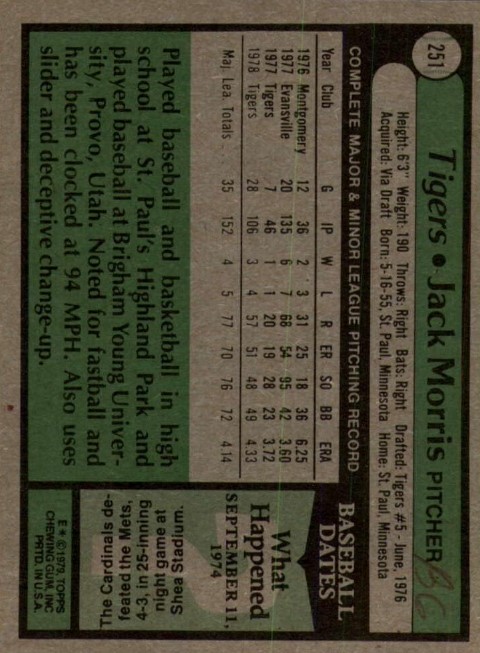 251
Tigers • Jack Morris PITCHER
Height: 6'3" Weight: 190 Throws: Right Bats: Right Drafted: Tigers #5 - June, 1976
Acquired: Via Draft Born: 5-16-55, St. Paul, Minnesota Home: St. Paul, Minnesota
COMPLETE MAJOR & MINOR LEAGUE PITCHING RECORD
Year Club G IP W L R ER SO BB ERA
1976 Montgomery 12 36 2 3 31 25 18 36 6.25
1977 Evansville 20 135 6 7 68 54 95 42 3.60
1977 Tigers 7 46 1 1 20 19 28 23 3.72
1978 Tigers 28 106 3 4 57 51 48 49 4.33
Maj. Lea. Totals 35 152 4 5 77 70 76 72 4.14
Played baseball and basketball in high
school at St. Paul's Highland Park and
played baseball at Brigham Young Univer-
sity, Provo, Utah. Noted for fastball and
has been clocked at 94 MPH. Also uses
slider and deceptive change-up.
BASEBALL
DATES
What
Happened
SEPTEMBER 11,
1974
The Cardinals de-
feated the Mets,
4-3, in 25-inning
night game at
Shea Stadium.
E * © 1979, TOPPS
CHEWING GUM, INC
PRTD. IN U.S.A.